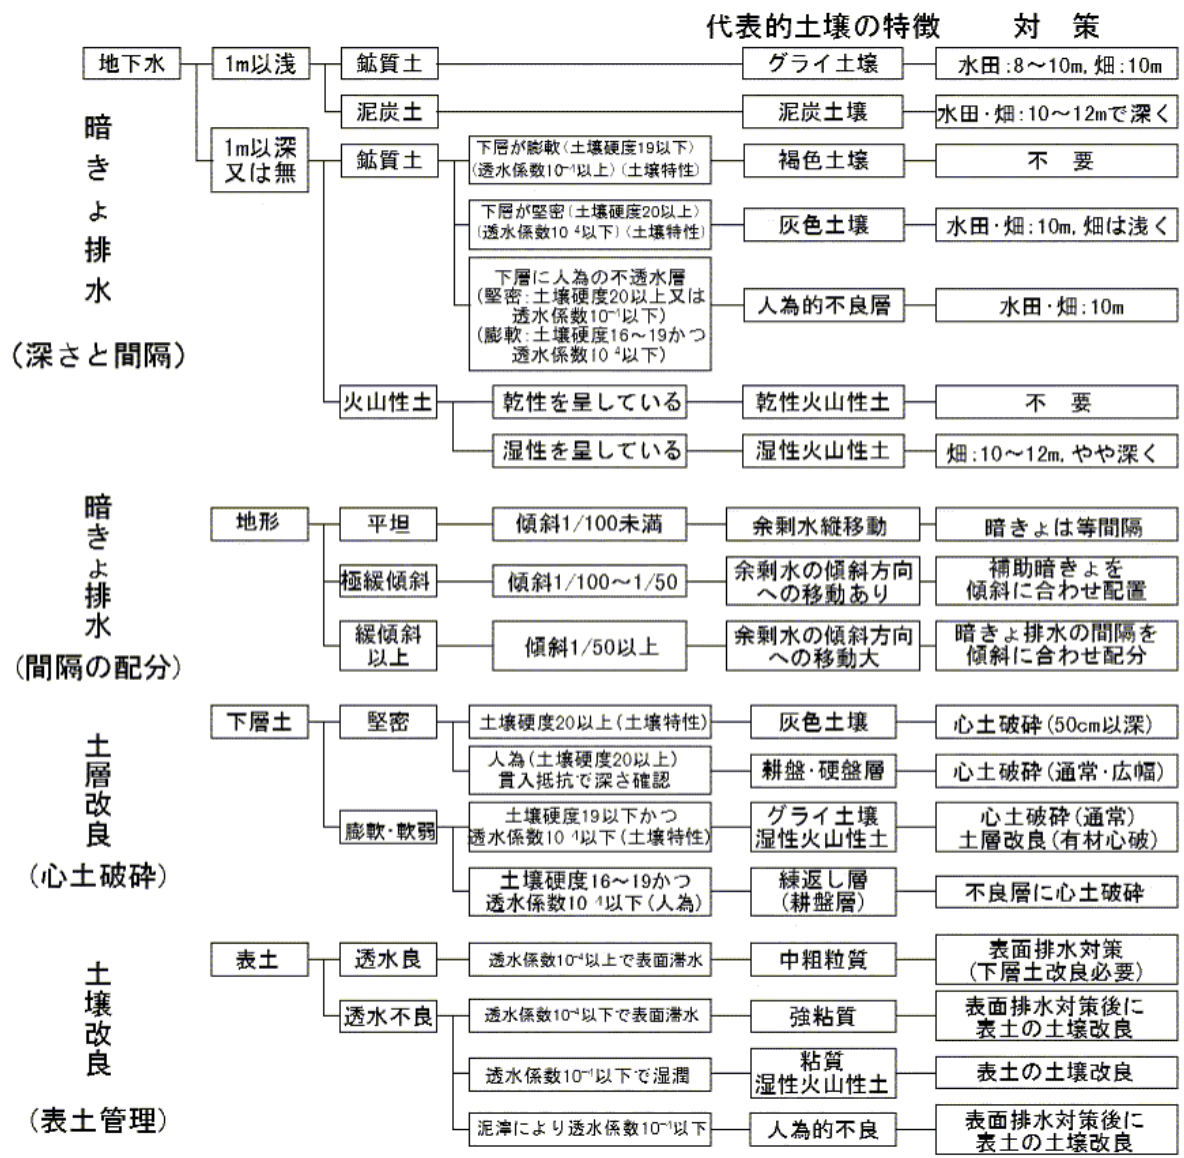 代表的土壌の特徴 対 策
地下水
1m以浅
鉱質土
グライ土壌
水田:8〜10m,畑:10m
泥炭土
泥炭土壌
水田・畑:10〜12mで深く
1m以深
又は無
鉱質土
下層が膨軟(土壌硬度19以下)
(透水係数10⁻⁴以上)(土壌特性)
褐色土壌
不 要
下層が堅密(土壌硬度20以上)
(透水係数10⁻⁴以下)(土壌特性)
灰色土壌
水田・畑:10m,畑は浅く
下層に人為の不透水層
(堅密:土壌硬度20以上又は
透水係数10⁻⁴以下)
(膨軟:土壌硬度16〜19かつ
透水係数10⁻⁴以下)
人為的不良層
水田・畑:10m
火山性土
乾性を呈している
乾性火山性土
不 要
湿性を呈している
湿性火山性土
畑:10〜12m,やや深く
暗きょ排水
(深さと間隔)
暗きょ排水
(間隔の配分)
地形
平坦
傾斜1/100未満
余剰水縦移動
暗きょは等間隔
極緩傾斜
傾斜1/100〜1/50
余剰水の傾斜方向
への移動あり
補助暗きょを
傾斜に合わせ配置
緩傾斜
以上
傾斜1/50以上
余剰水の傾斜方向
への移動大
暗きょ排水の間隔を
傾斜に合わせ配分
土層改良
(心土破砕)
下層土
堅密
土壌硬度20以上(土壌特性)
灰色土壌
心土破砕(50cm以深)
人為(土壌硬度20以上)
貫入抵抗で深さ確認
耕盤・硬盤層
心土破砕(通常・広幅)
膨軟・軟弱
土壌硬度19以下かつ
透水係数10⁻⁴以下(土壌特性)
グライ土壌
湿性火山性土
心土破砕(通常)
土層改良(有材心破)
土壌硬度16〜19かつ
透水係数10⁻⁴以下(人為)
練返し層
(耕盤層)
不良層に心土破砕
土壌改良
(表土管理)
表土
透水良
透水係数10⁻⁴以上で表面滞水
中粗粒質
表面排水対策
(下層土改良必要)
透水不良
透水係数10⁻⁴以下で表面滞水
強粘質
表面排水対策後に
表土の土壌改良
透水係数10⁻⁴以下で湿潤
粘質
湿性火山性土
表土の土壌改良
泥濘により透水係数10⁻⁴以下
人為的不良
表面排水対策後に
表土の土壌改良